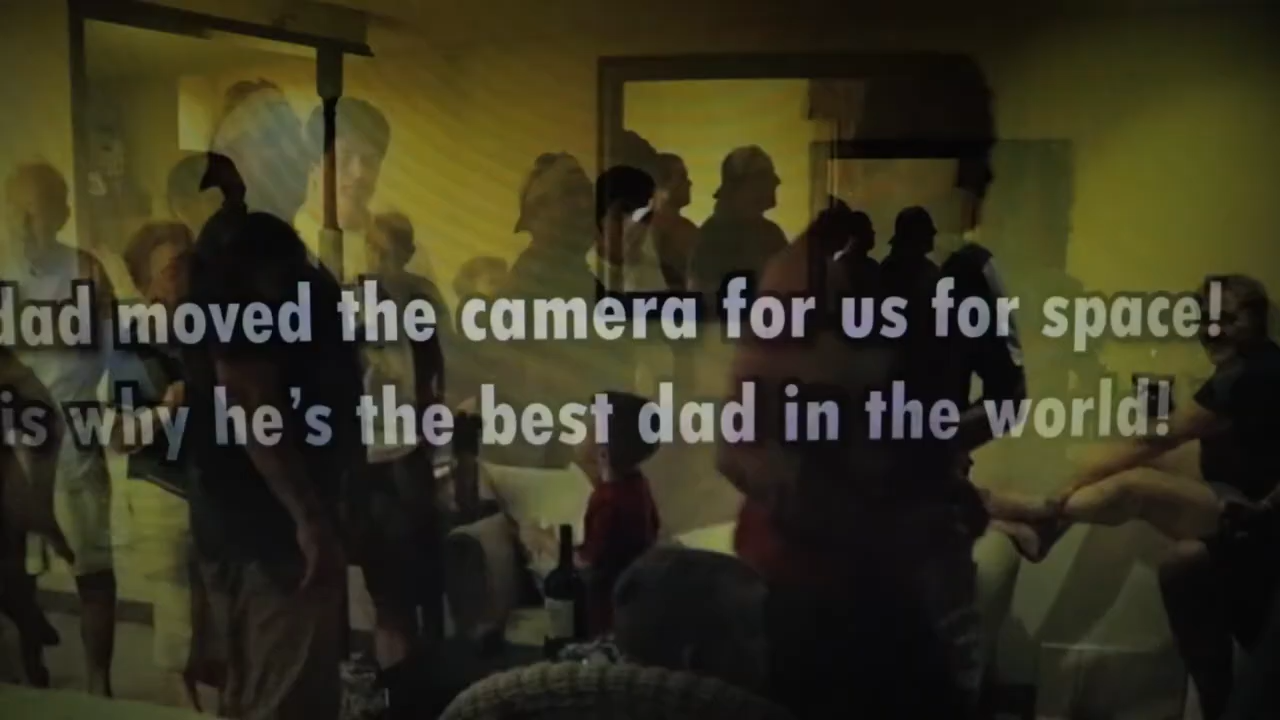 dad moved the camera for us for space!
is why he's the best dad in the world!